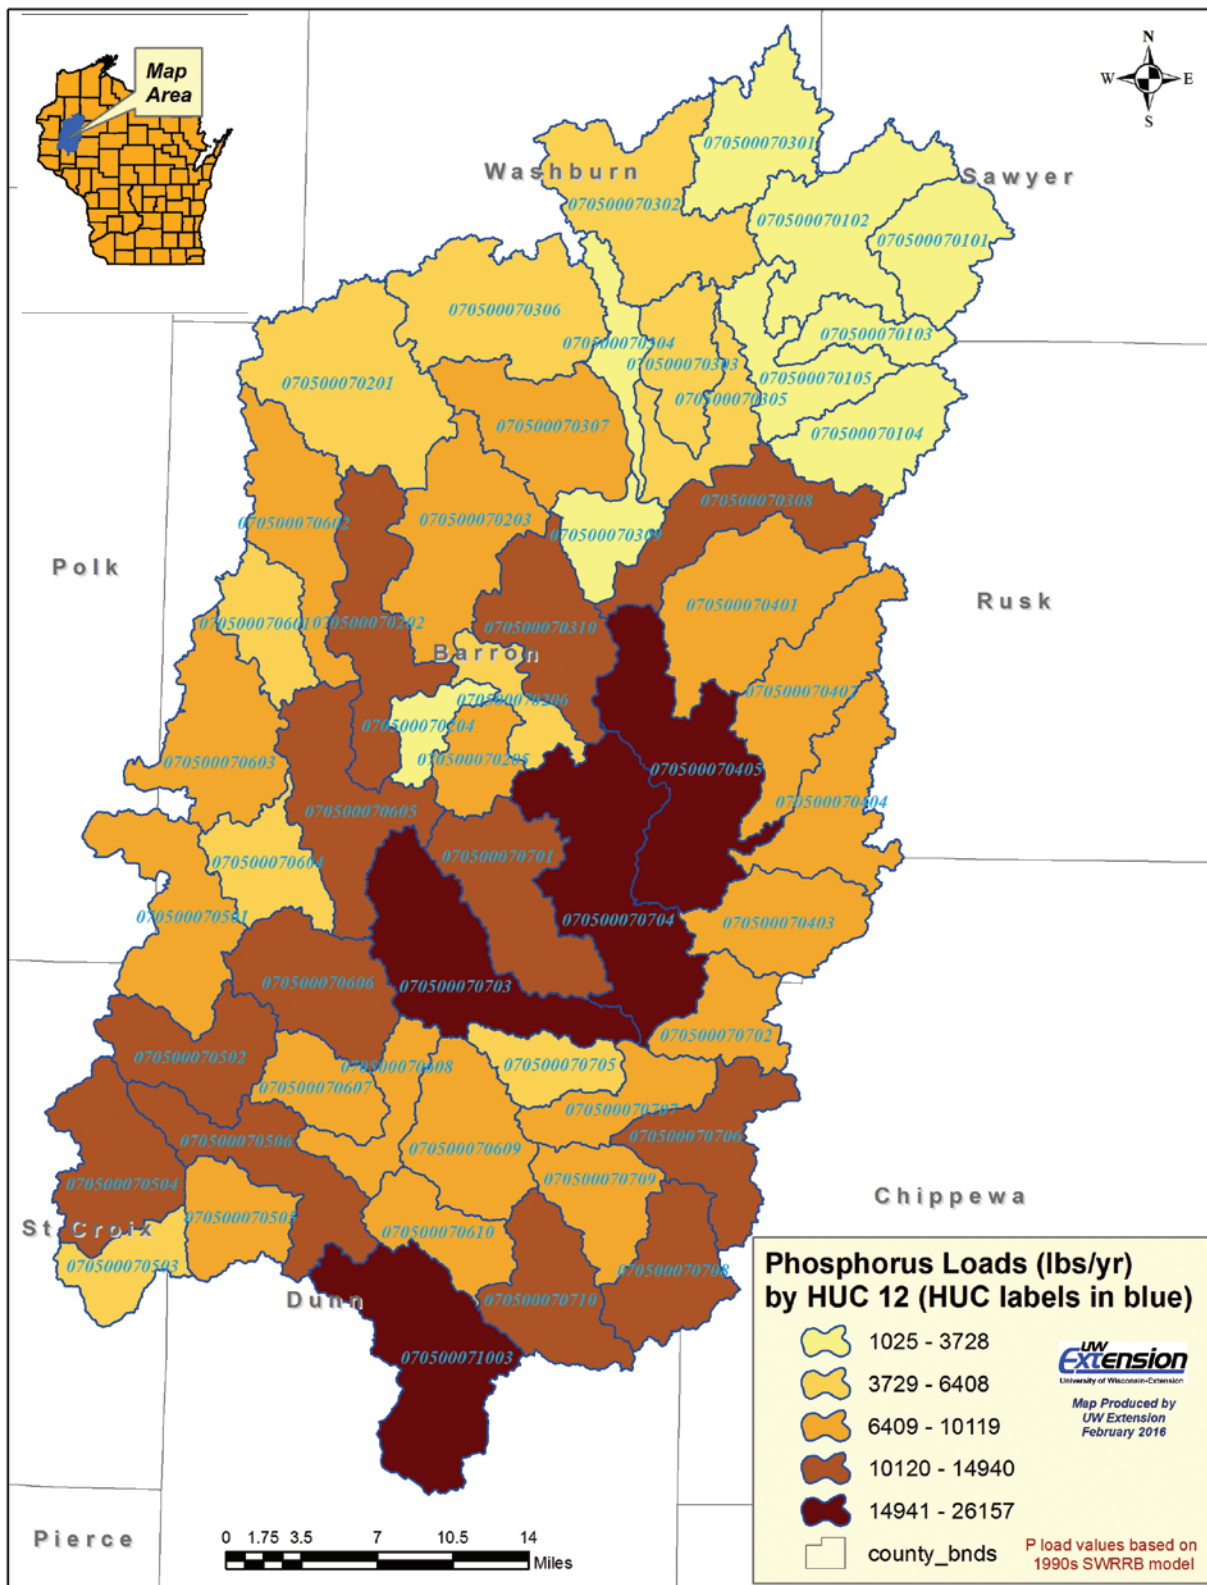 Map
Area
N
W
E
S
Washburn
Sawyer
070500070301
070500070302
070500070102
070500070101
070500070306
070500070304
070500070103
070500070303
070500070201
070500070105
070500070305
070500070307
070500070104
070500070308
070500070602
070500070203
070500070309
Polk
Rusk
070500070401
070500070601
070500070202
070500070310
Barron
070500070402
070500070206
070500070204
070500070603
070500070205
070500070405
070500070404
070500070605
070500070604
070500070701
070500070501
070500070704
070500070403
070500070606
070500070703
070500070702
070500070502
070500070608
070500070705
070500070607
070500070707
070500070506
070500070609
070500070706
070500070504
070500070709
Chippewa
St. Croix
070500070505
070500070610
070500070503
070500070708
Dunn
070500070710
070500071003
Pierce
0 1.75 3.5 7 10.5 14
Miles
Phosphorus Loads (lbs/yr)
by HUC 12 (HUC labels in blue)
1025 - 3728
3729 - 6408
6409 - 10119
10120 - 14940
14941 - 26157
county_bnds
UW
Extension
University of Wisconsin-Extension
Map Produced by
UW Extension
February 2016
P load values based on
1990s SWRRB model